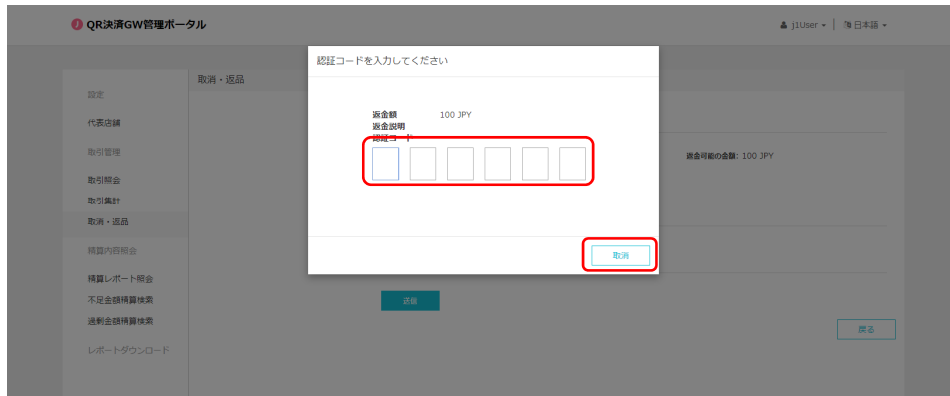 QR決済GW管理ポータル
j1User
日本語
認証コードを入力してください
取消・返品
設定
代表店舗
取引管理
取引照会
取引集計
取消・返品
精算内容照会
精算レポート照会
不足金額精算検索
過剰金額精算検索
レポートダウンロード
返金額 100 JPY
返金説明
認証コード
返金可能の金額: 100 JPY
取消
送信
戻る